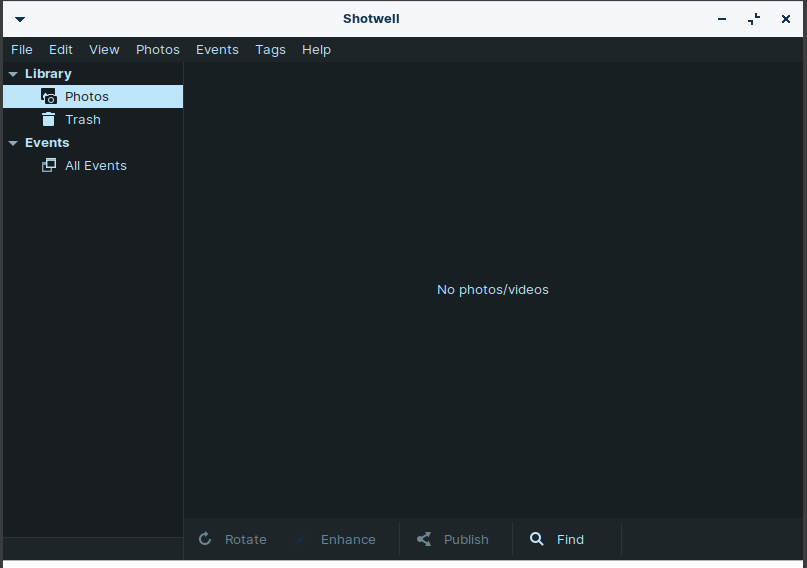 Shotwell
File Edit View Photos Events Tags Help
Library
Photos
Trash
Events
All Events
No photos/videos
Rotate Enhance Publish Find